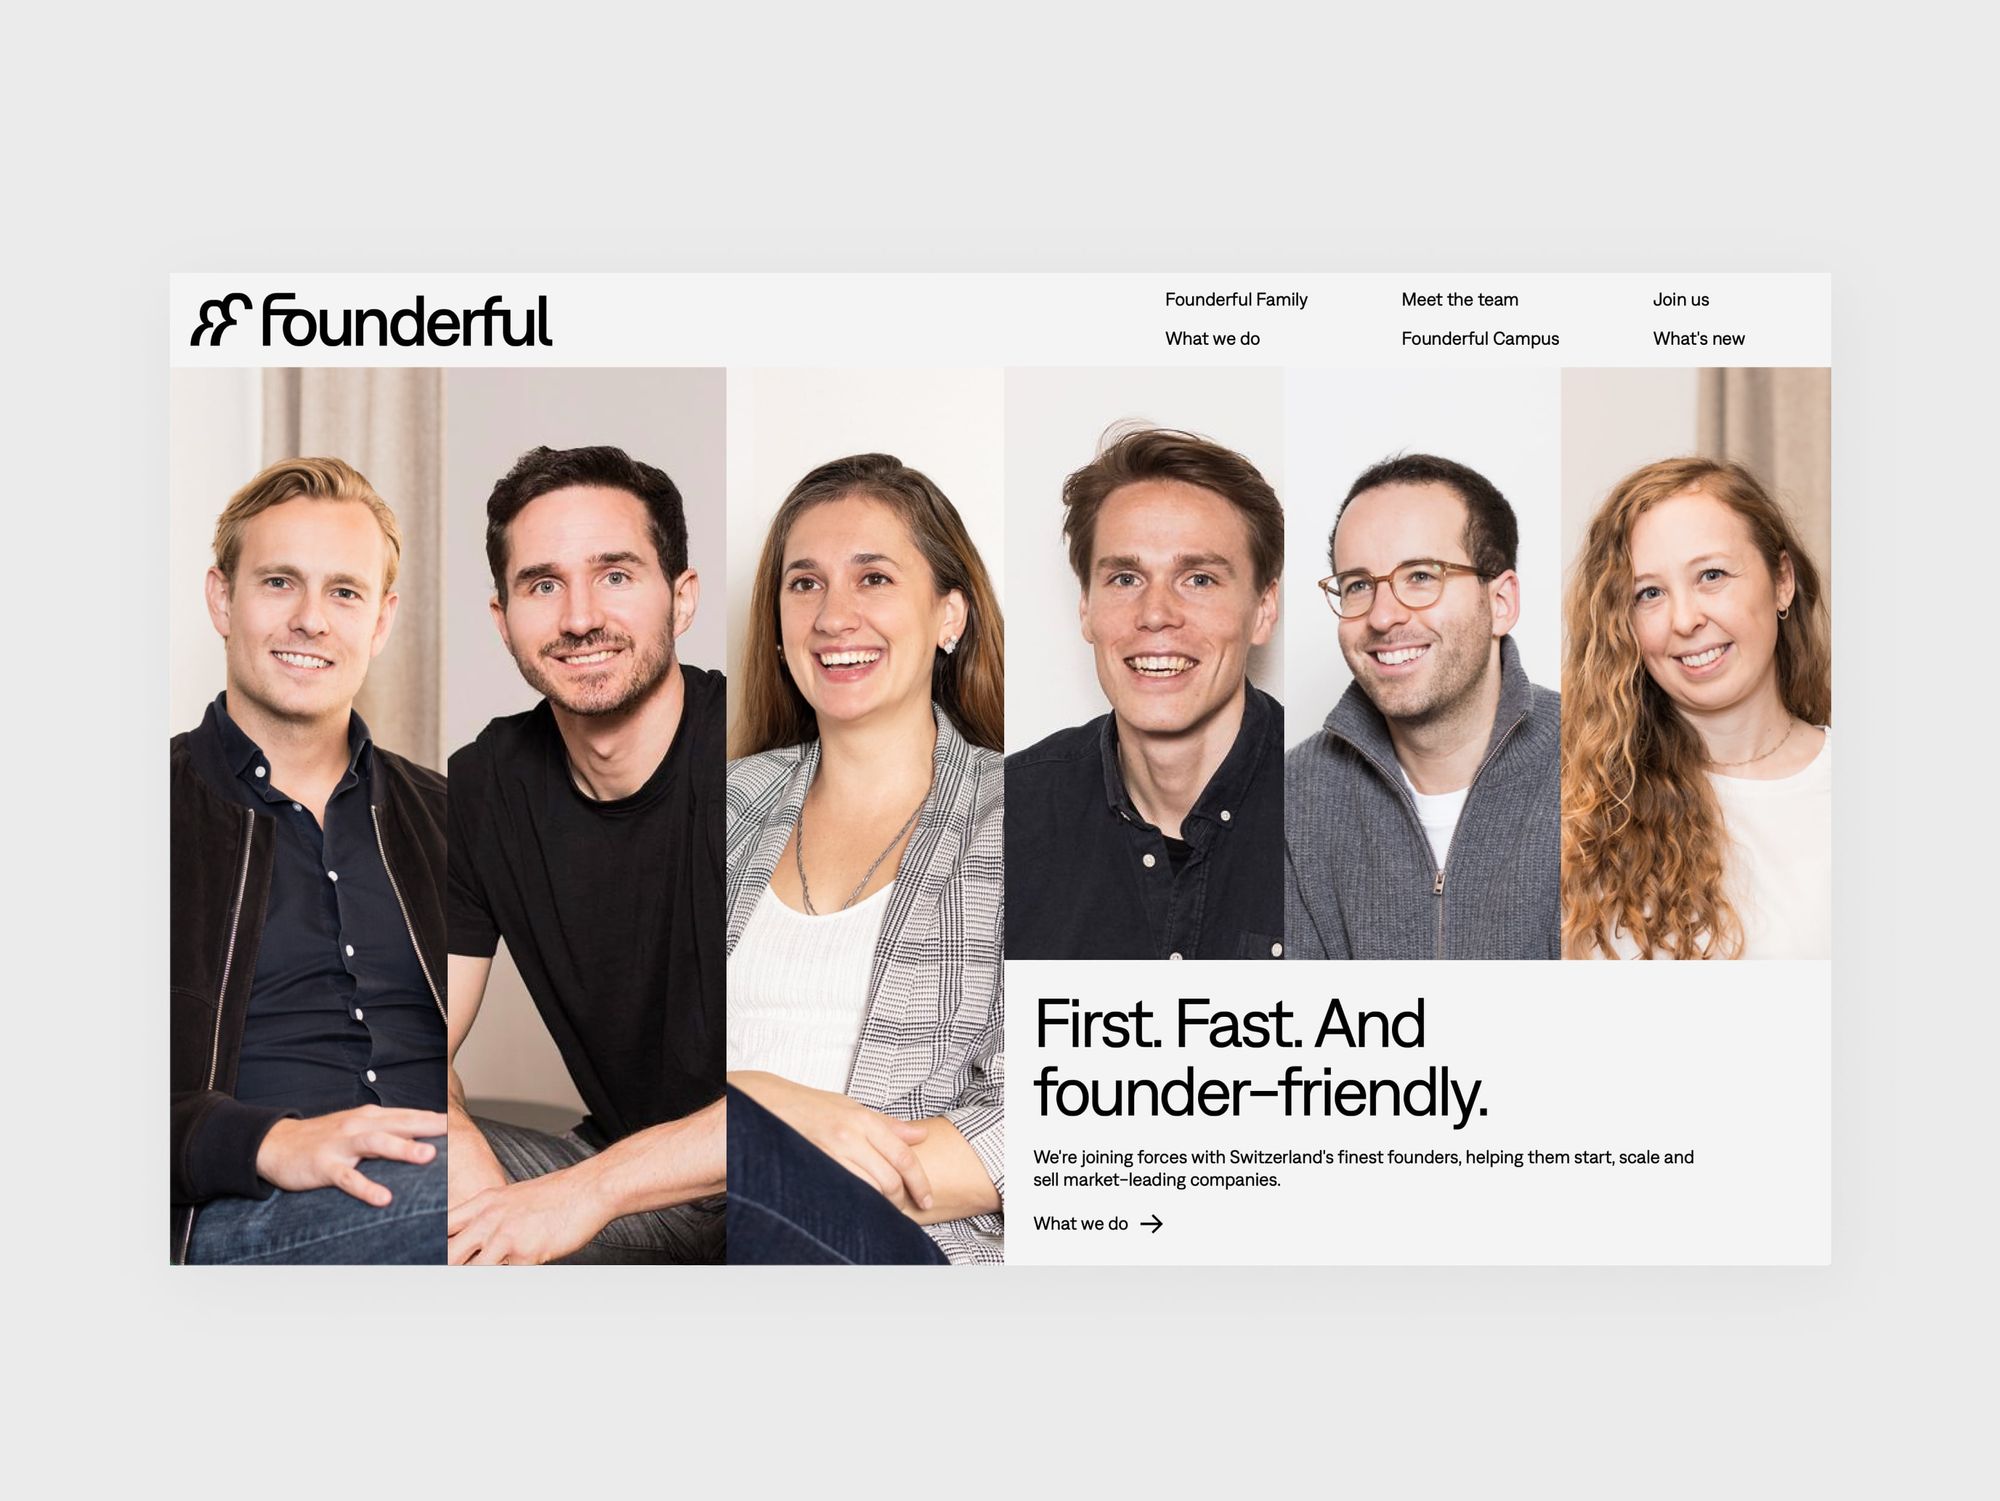 Founderful
Founderful Family
Meet the team
Join us
What we do
Founderful Campus
What's new
First. Fast. And
founder–friendly.
We're joining forces with Switzerland's finest founders, helping them start, scale and
sell market–leading companies.
What we do →